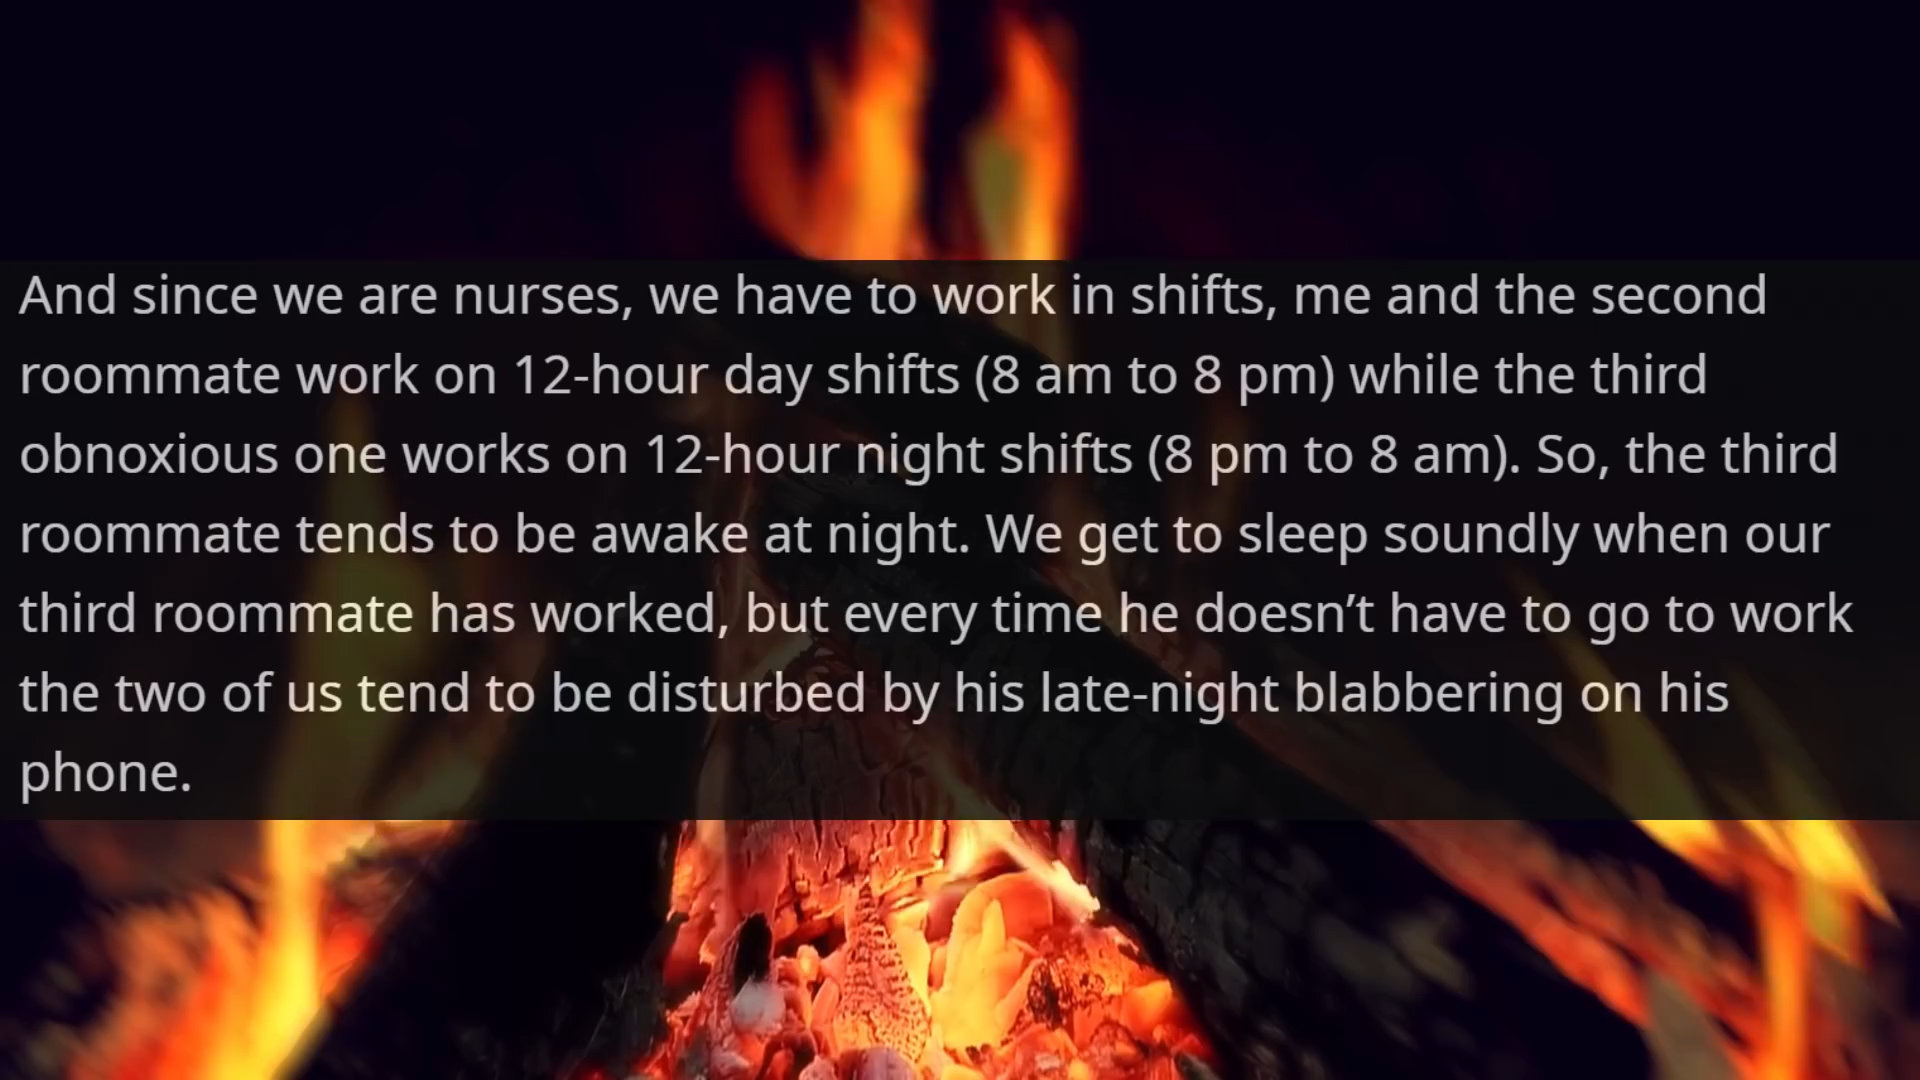 And since we are nurses, we have to work in shifts, me and the second
roommate work on 12-hour day shifts (8 am to 8 pm) while the third
obnoxious one works on 12-hour night shifts (8 pm to 8 am). So, the third
roommate tends to be awake at night. We get to sleep soundly when our
third roommate has worked, but every time he doesn’t have to go to work
the two of us tend to be disturbed by his late-night blabbering on his
phone.